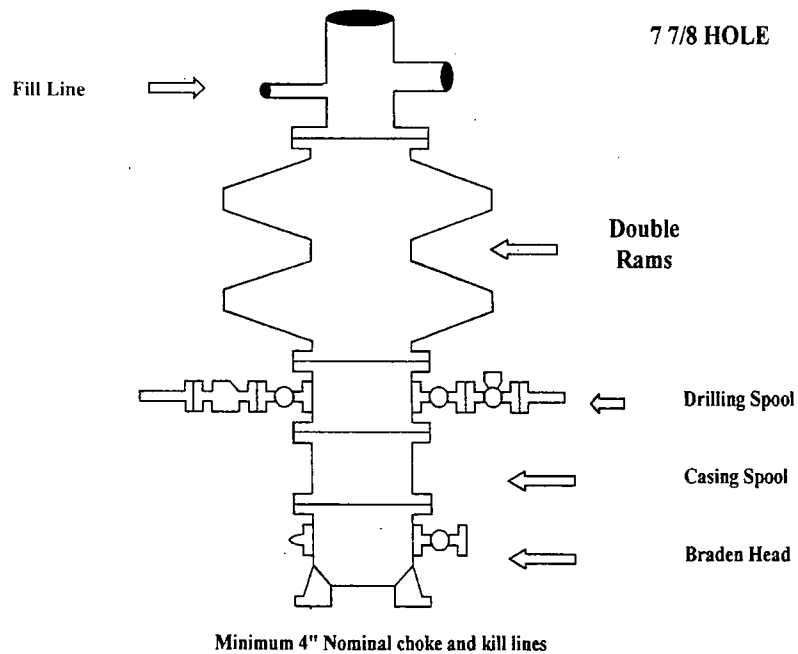 7 7/8 HOLE
Fill Line
Double
Rams
Drilling Spool
Casing Spool
Braden Head
Minimum 4" Nominal choke and kill lines